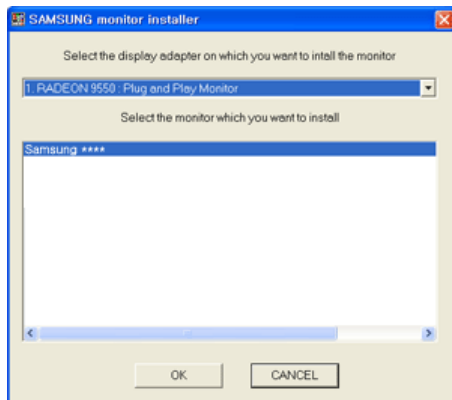 SAMSUNG monitor installer
Select the display adapter on which you want to intall the monitor
1. RADEON 9550 : Plug and Play Monitor
Select the monitor which you want to install
Samsung ****
OK
CANCEL